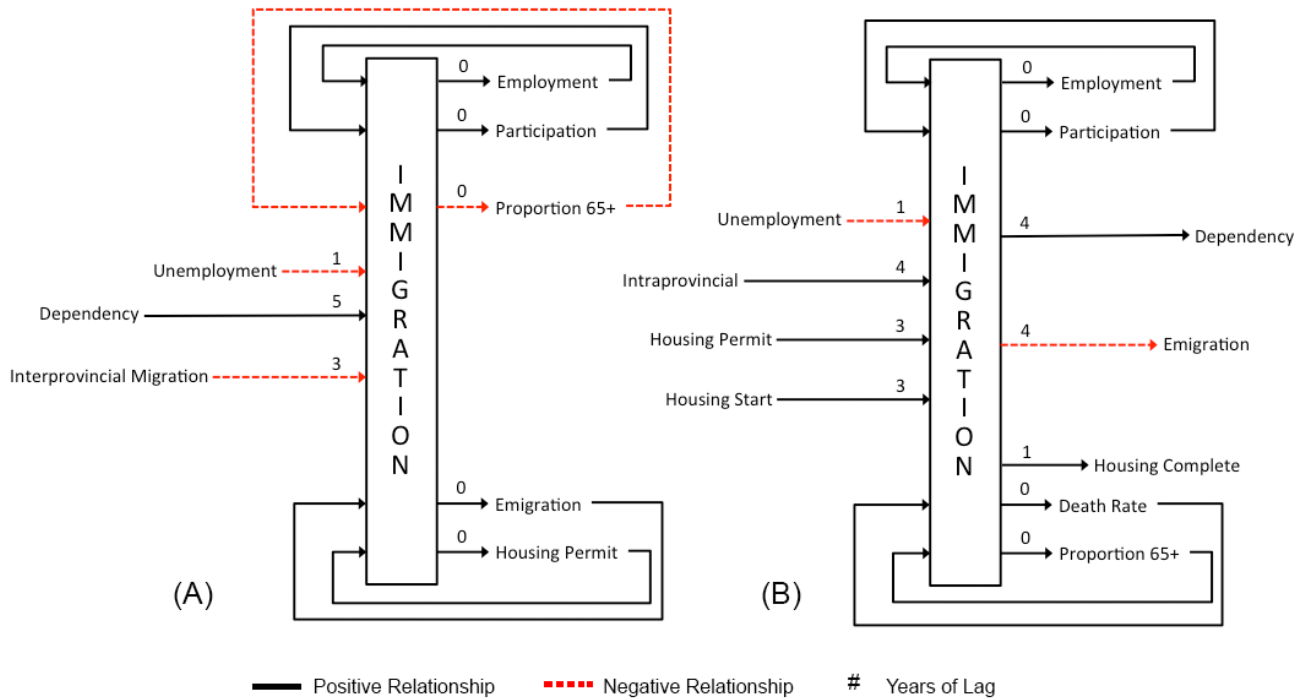 0
Employment
0
Participation
IMMIGRATION
0
Proportion 65+
Unemployment
1
Dependency
5
Interprovincial Migration
3
0
Emigration
0
Housing Permit
(A)
0
Employment
0
Participation
IMMIGRATION
Unemployment
1
4
Dependency
Intraprovincial
4
Housing Permit
3
4
Emigration
Housing Start
3
1
Housing Complete
0
Death Rate
0
Proportion 65+
(B)
Positive Relationship
Negative Relationship
# Years of Lag